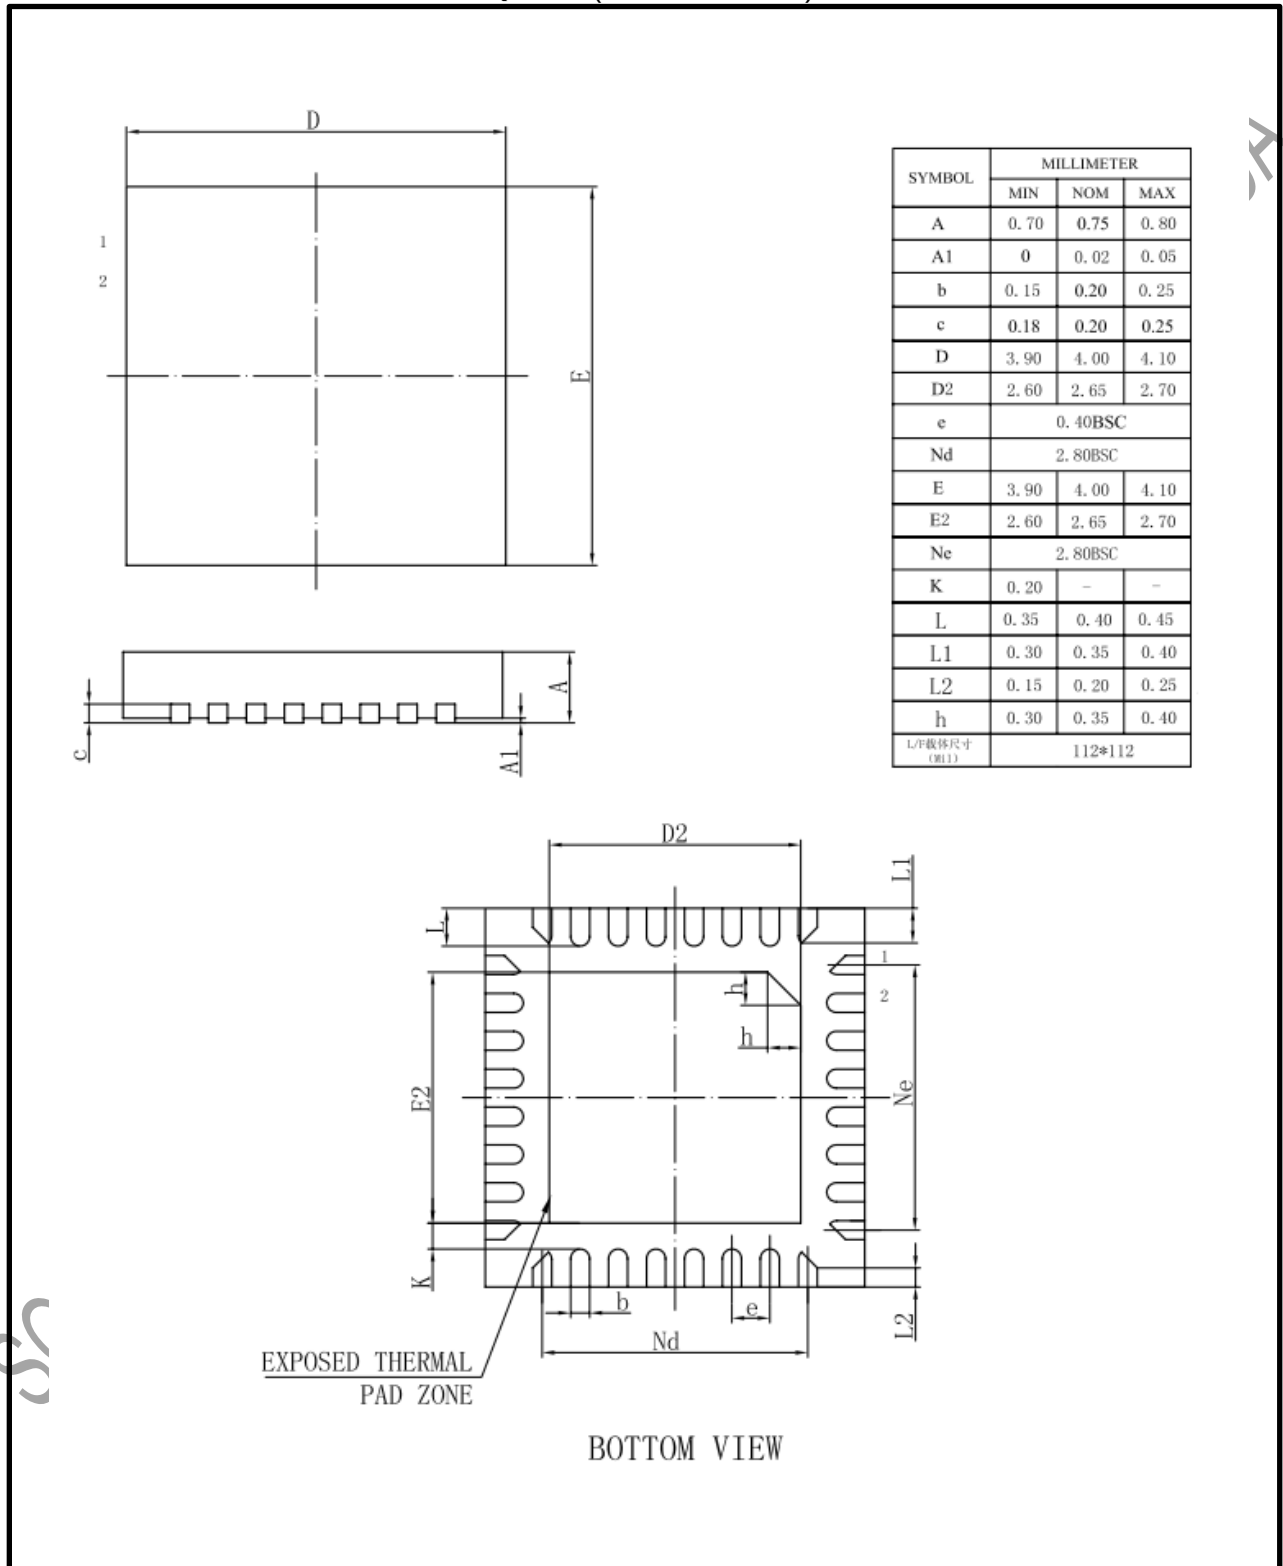 D
1
2
E
A
c
A1
SYMBOL MILLIMETER
MIN NOM MAX
A 0.70 0.75 0.80
A1 0 0.02 0.05
b 0.15 0.20 0.25
c 0.18 0.20 0.25
D 3.90 4.00 4.10
D2 2.60 2.65 2.70
e 0.40BSC
Nd 2.80BSC
E 3.90 4.00 4.10
E2 2.60 2.65 2.70
Ne 2.80BSC
K 0.20 - -
L 0.35 0.40 0.45
L1 0.30 0.35 0.40
L2 0.15 0.20 0.25
h 0.30 0.35 0.40
L/F载体尺寸
(Mil) 112*112
D2
L1
L
1
h
2
h
E2
Ne
K
b
e
L2
Nd
EXPOSED THERMAL
PAD ZONE
BOTTOM VIEW